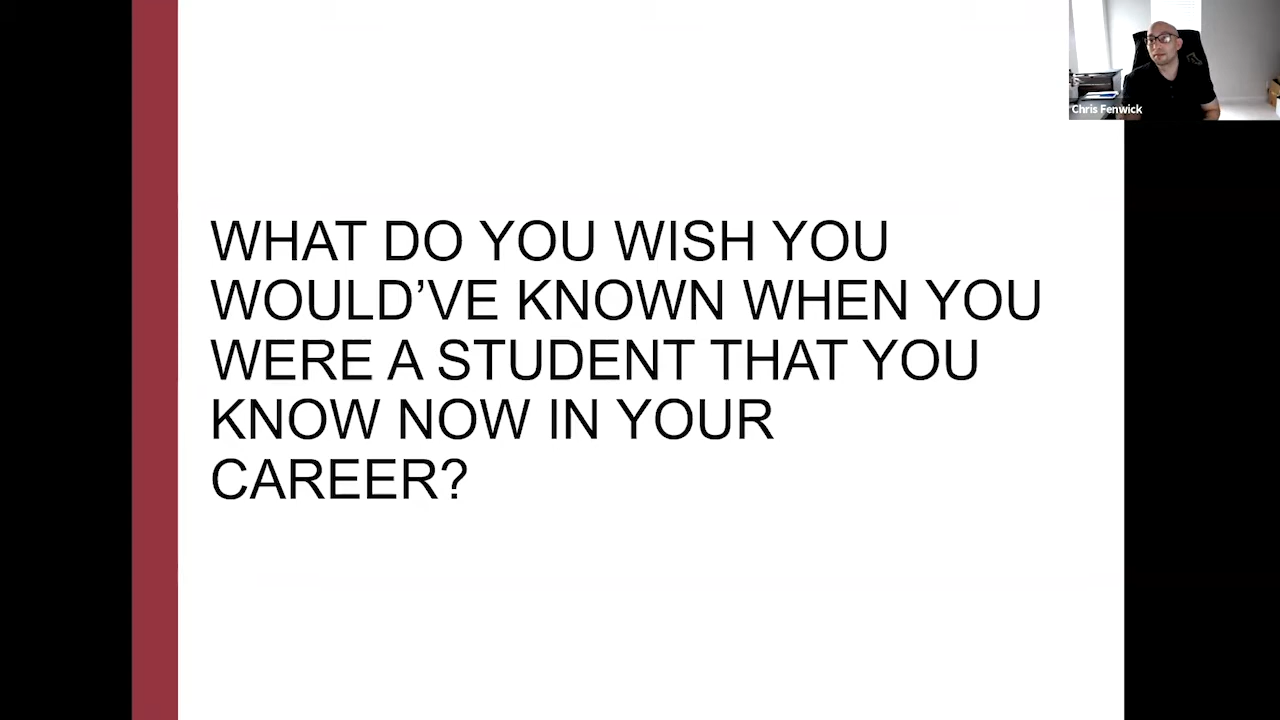 Chris Fenwick
WHAT DO YOU WISH YOU
WOULD’VE KNOWN WHEN YOU
WERE A STUDENT THAT YOU
KNOW NOW IN YOUR
CAREER?